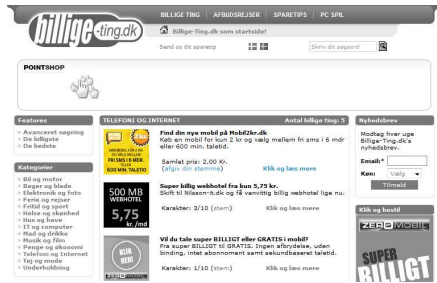 BILLIGE TING | AFBUDSREJSER | SPARETIPS | PC SPIL
billige-ting.dk
Billige-Ting.dk som startside!
Send os dit sparetip
Skriv dit søgeord
POINTSHOP
Features
Avanceret søgning
De billigste
De bedste
Kategorier
Bil og motor
Bøger og blade
Elektronik og foto
Ferie og rejser
Fritid og sport
Helse og skønhed
Hus og have
IT og computer
Mad og drikke
Musik og film
Penge og økonomi
Telefoni og Internet
Tøj og mode
Underholdning
TELEFONI OG INTERNET
Antal billige ting: 5
FRI SMS I 6 MDR.
ELLER
600 MIN. TALETID
Find din nye mobil på Mobil2kr.dk
Køb en mobil for kun 2 kr og vælg mellem fri sms i 6 mdr
eller 600 min. taletid.
Samlet pris: 2,00 Kr.
(afgiv din stemme)
Klik og læs mere
500 MB
WEBHOTEL
5,75
kr. /md
Super billig webhotel fra kun 5,75 kr.
Skift til Nilsson-it.dk og få vanvittig billig webhotel lige nu.
Karakter: 3/10 (stem)
Klik og læs mere
KLIK
HER!
ZERO MOBIL
Vil du tale super BILLIGT eller GRATIS i mobil?
Fra super BILLIGT til GRATIS. Ingen afbrydelse, uden
binding, intet abonnement samt sekundbaseret taletid.
Karakter: 1/10 (stem)
Klik og læs mere
Nyhedsbrev
Modtag hver uge
Billige-Ting.dk's
nyhedsbrev.
Email:*
Køn: Vælg
Tilmeld
Klik og bestil
ZERO MOBIL
SUPER
BILLIGT